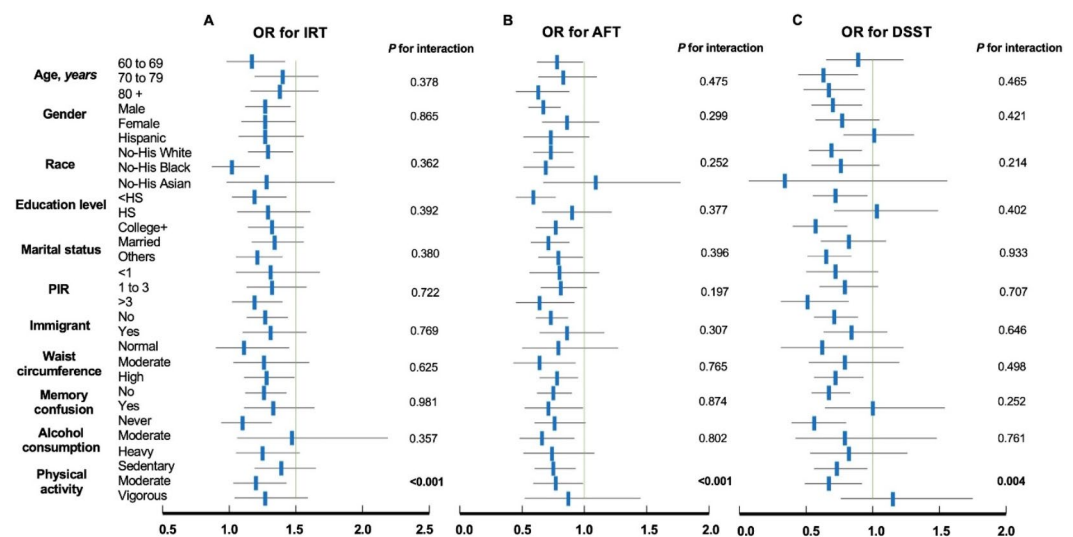 A
B
C
OR for IRT
OR for AFT
OR for DSST
P for interaction
P for interaction
P for interaction
Age, years
60 to 69
70 to 79
80 +
0.378
0.475
0.465
Gender
Male
Female
0.865
0.299
0.421
Race
Hispanic
No-His White
No-His Black
No-His Asian
0.362
0.252
0.214
Education level
<HS
HS
College+
0.392
0.377
0.402
Marital status
Married
Others
0.380
0.396
0.933
PIR
<1
1 to 3
>3
0.722
0.197
0.707
Immigrant
No
Yes
0.769
0.307
0.646
Waist
circumference
Normal
Moderate
High
0.625
0.765
0.498
Memory
confusion
No
Yes
0.981
0.874
0.252
Alcohol
consumption
Never
Moderate
Heavy
0.357
0.802
0.761
Physical
activity
Sedentary
Moderate
Vigorous
<0.001
<0.001
0.004
0.5 1.0 1.5 2.0 2.5
0.0 0.5 1.0 1.5 2.0
0.0 0.5 1.0 1.5 2.0